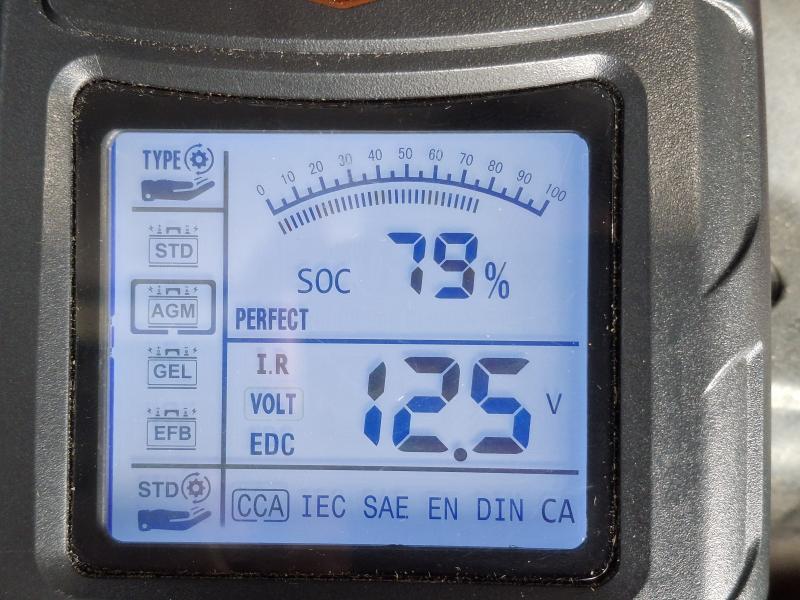 TYPE
0 10 20 30 40 50 60 70 80 90 100
STD
SOC 79%
AGM
PERFECT
I.R
GEL
VOLT 12.5 V
EFB
EDC
STD
CCA IEC SAE EN DIN CA